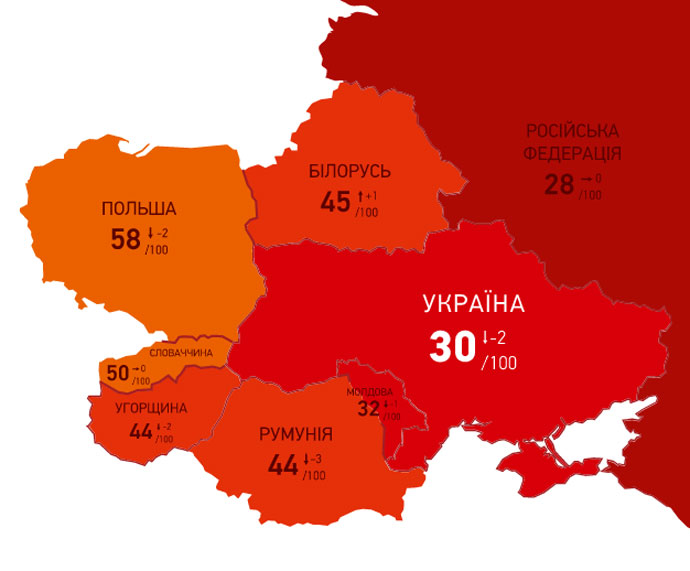 РОСІЙСЬКА
ФЕДЕРАЦІЯ
28 → 0
/100
БІЛОРУСЬ
45 ↑ +1
/100
ПОЛЬША
58 ↓ −2
/100
УКРАЇНА
30 ↓ −2
/100
СЛОВАЧЧИНА
50 → 0
/100
МОЛДОВА
32 ↓ −1
/100
УГОРЩИНА
44 ↓ −2
/100
РУМУНІЯ
44 ↓ −3
/100